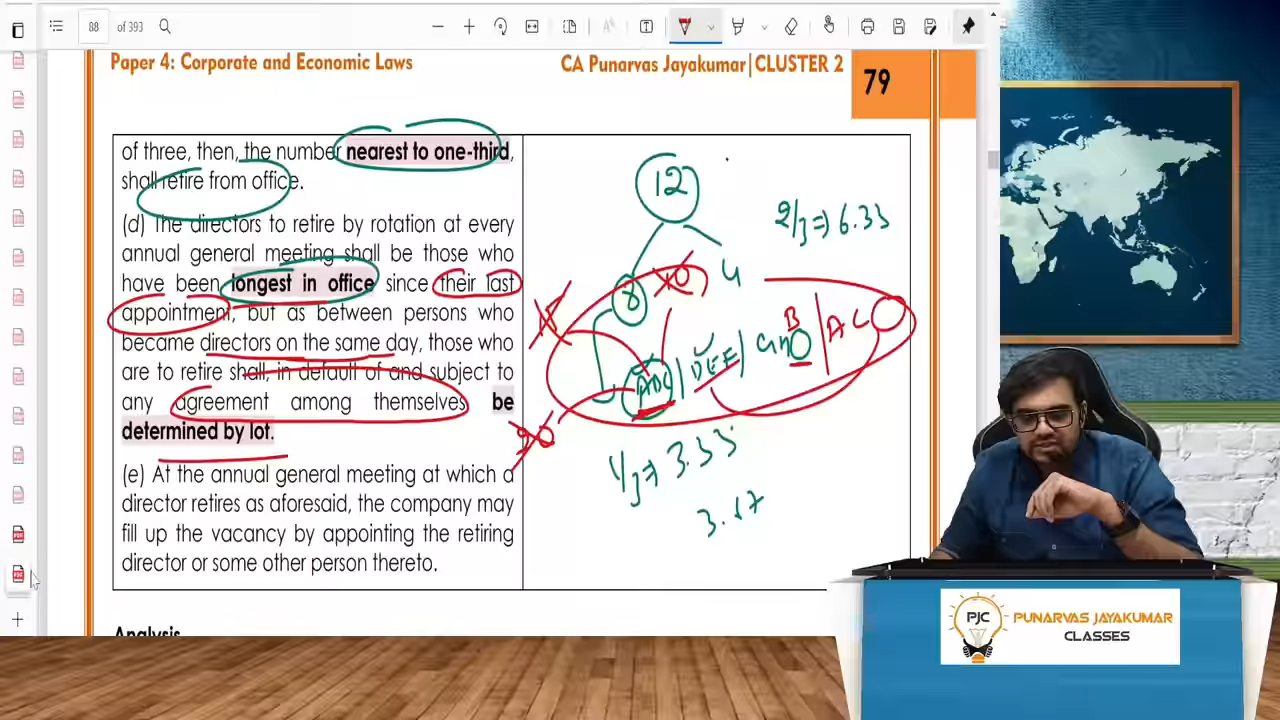 88 of 393
Paper 4: Corporate and Economic Laws
CA Punarvas Jayakumar|CLUSTER 2
79
of three, then, the number nearest to one-third,
shall retire from office.
(d) The directors to retire by rotation at every
annual general meeting shall be those who
have been longest in office since their last
appointment, but as between persons who
became directors on the same day, those who
are to retire shall, in default of and subject to
any agreement among themselves be
determined by lot.
(e) At the annual general meeting at which a
director retires as aforesaid, the company may
fill up the vacancy by appointing the retiring
director or some other person thereto.
12
2/3 => 6.33
8
4
B
1/3 => 3.33
3.67
Analysis
PJC
PUNARVAS JAYAKUMAR
CLASSES